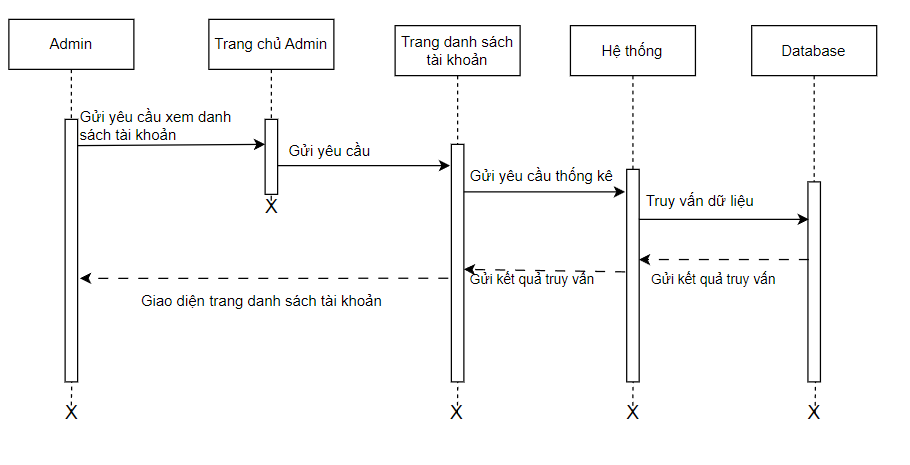 Admin
Trang chủ Admin
Trang danh sách
tài khoản
Hệ thống
Database
Gửi yêu cầu xem danh
sách tài khoản
Gửi yêu cầu
Gửi yêu cầu thống kê
Truy vấn dữ liệu
X
Gửi kết quả truy vấn
Gửi kết quả truy vấn
Giao diện trang danh sách tài khoản
X
X
X
X